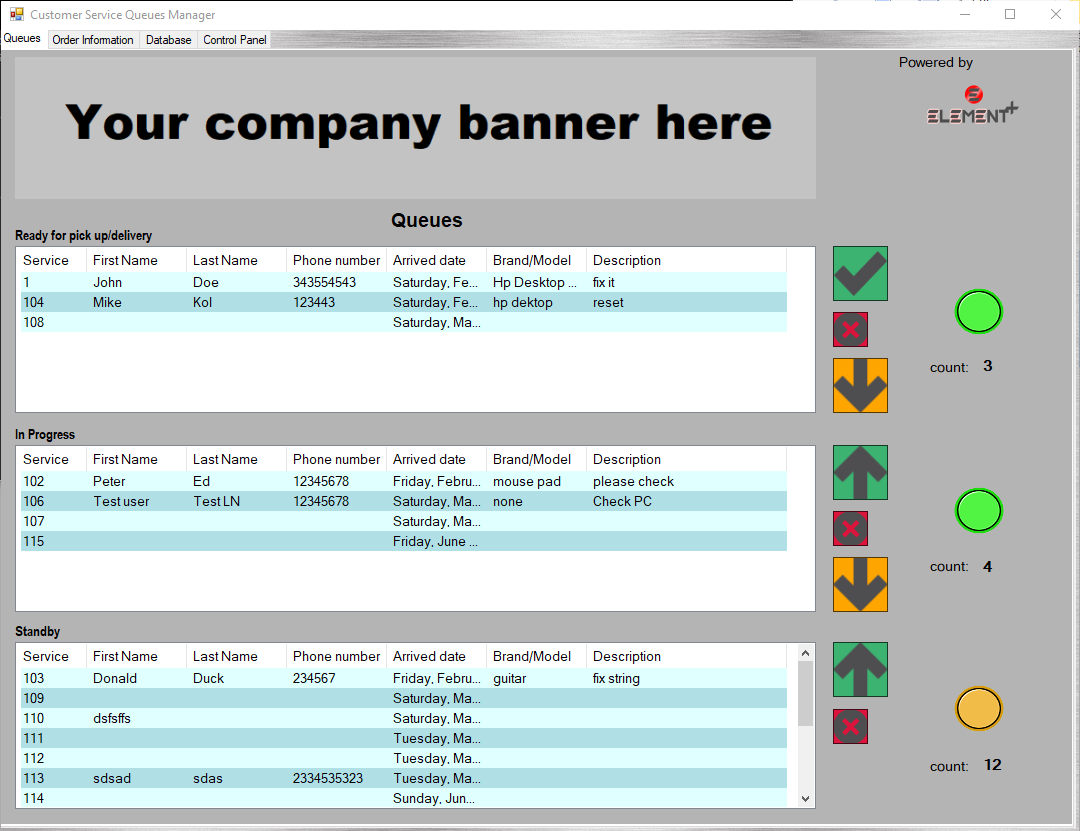 Customer Service Queues Manager
Queues Order Information Database Control Panel
Powered by
ELEMENT+
Your company banner here
Queues
Ready for pick up/delivery
Service First Name Last Name Phone number Arrived date Brand/Model Description
1 John Doe 343554543 Saturday, Fe... Hp Desktop ... fix it
104 Mike Kol 123443 Saturday, Fe... hp dektop reset
108 Saturday, Ma...
count: 3
In Progress
Service First Name Last Name Phone number Arrived date Brand/Model Description
102 Peter Ed 12345678 Friday, Febru... mouse pad please check
106 Test user Test LN 12345678 Saturday, Ma... none Check PC
107 Saturday, Ma...
115 Friday, June ...
count: 4
Standby
Service First Name Last Name Phone number Arrived date Brand/Model Description
103 Donald Duck 234567 Friday, Febru... guitar fix string
109 Saturday, Ma...
110 dsfsffs Saturday, Ma...
111 Tuesday, Ma...
112 Tuesday, Ma...
113 sdsad sdas 2334535323 Tuesday, Ma...
114 Sunday, Jun...
count: 12